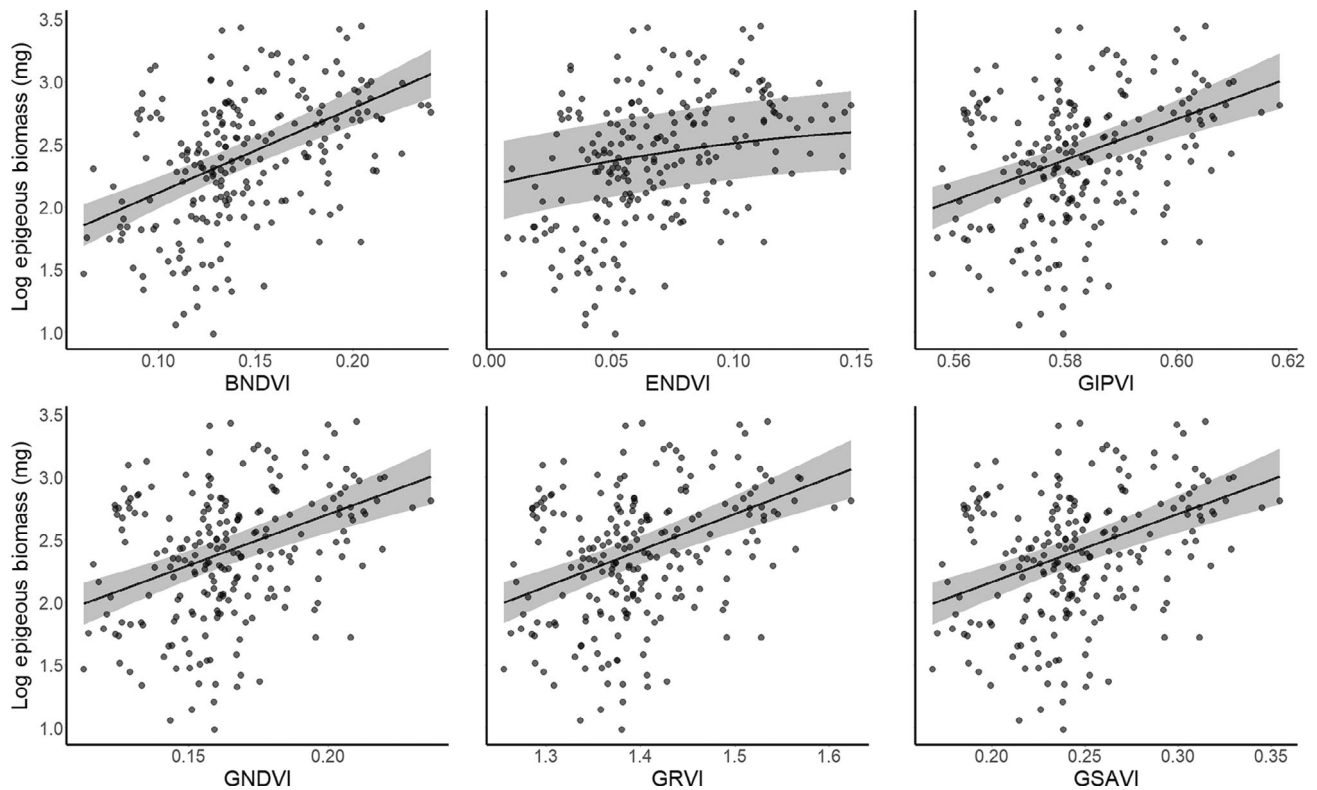 Log epigeous biomass (mg)
3.5
3.0
2.5
2.0
1.5
1.0
0.10 0.15 0.20
BNDVI
0.00 0.05 0.10 0.15
ENDVI
0.56 0.58 0.60 0.62
GIPVI
Log epigeous biomass (mg)
3.5
3.0
2.5
2.0
1.5
1.0
0.15 0.20
GNDVI
1.3 1.4 1.5 1.6
GRVI
0.20 0.25 0.30 0.35
GSAVI